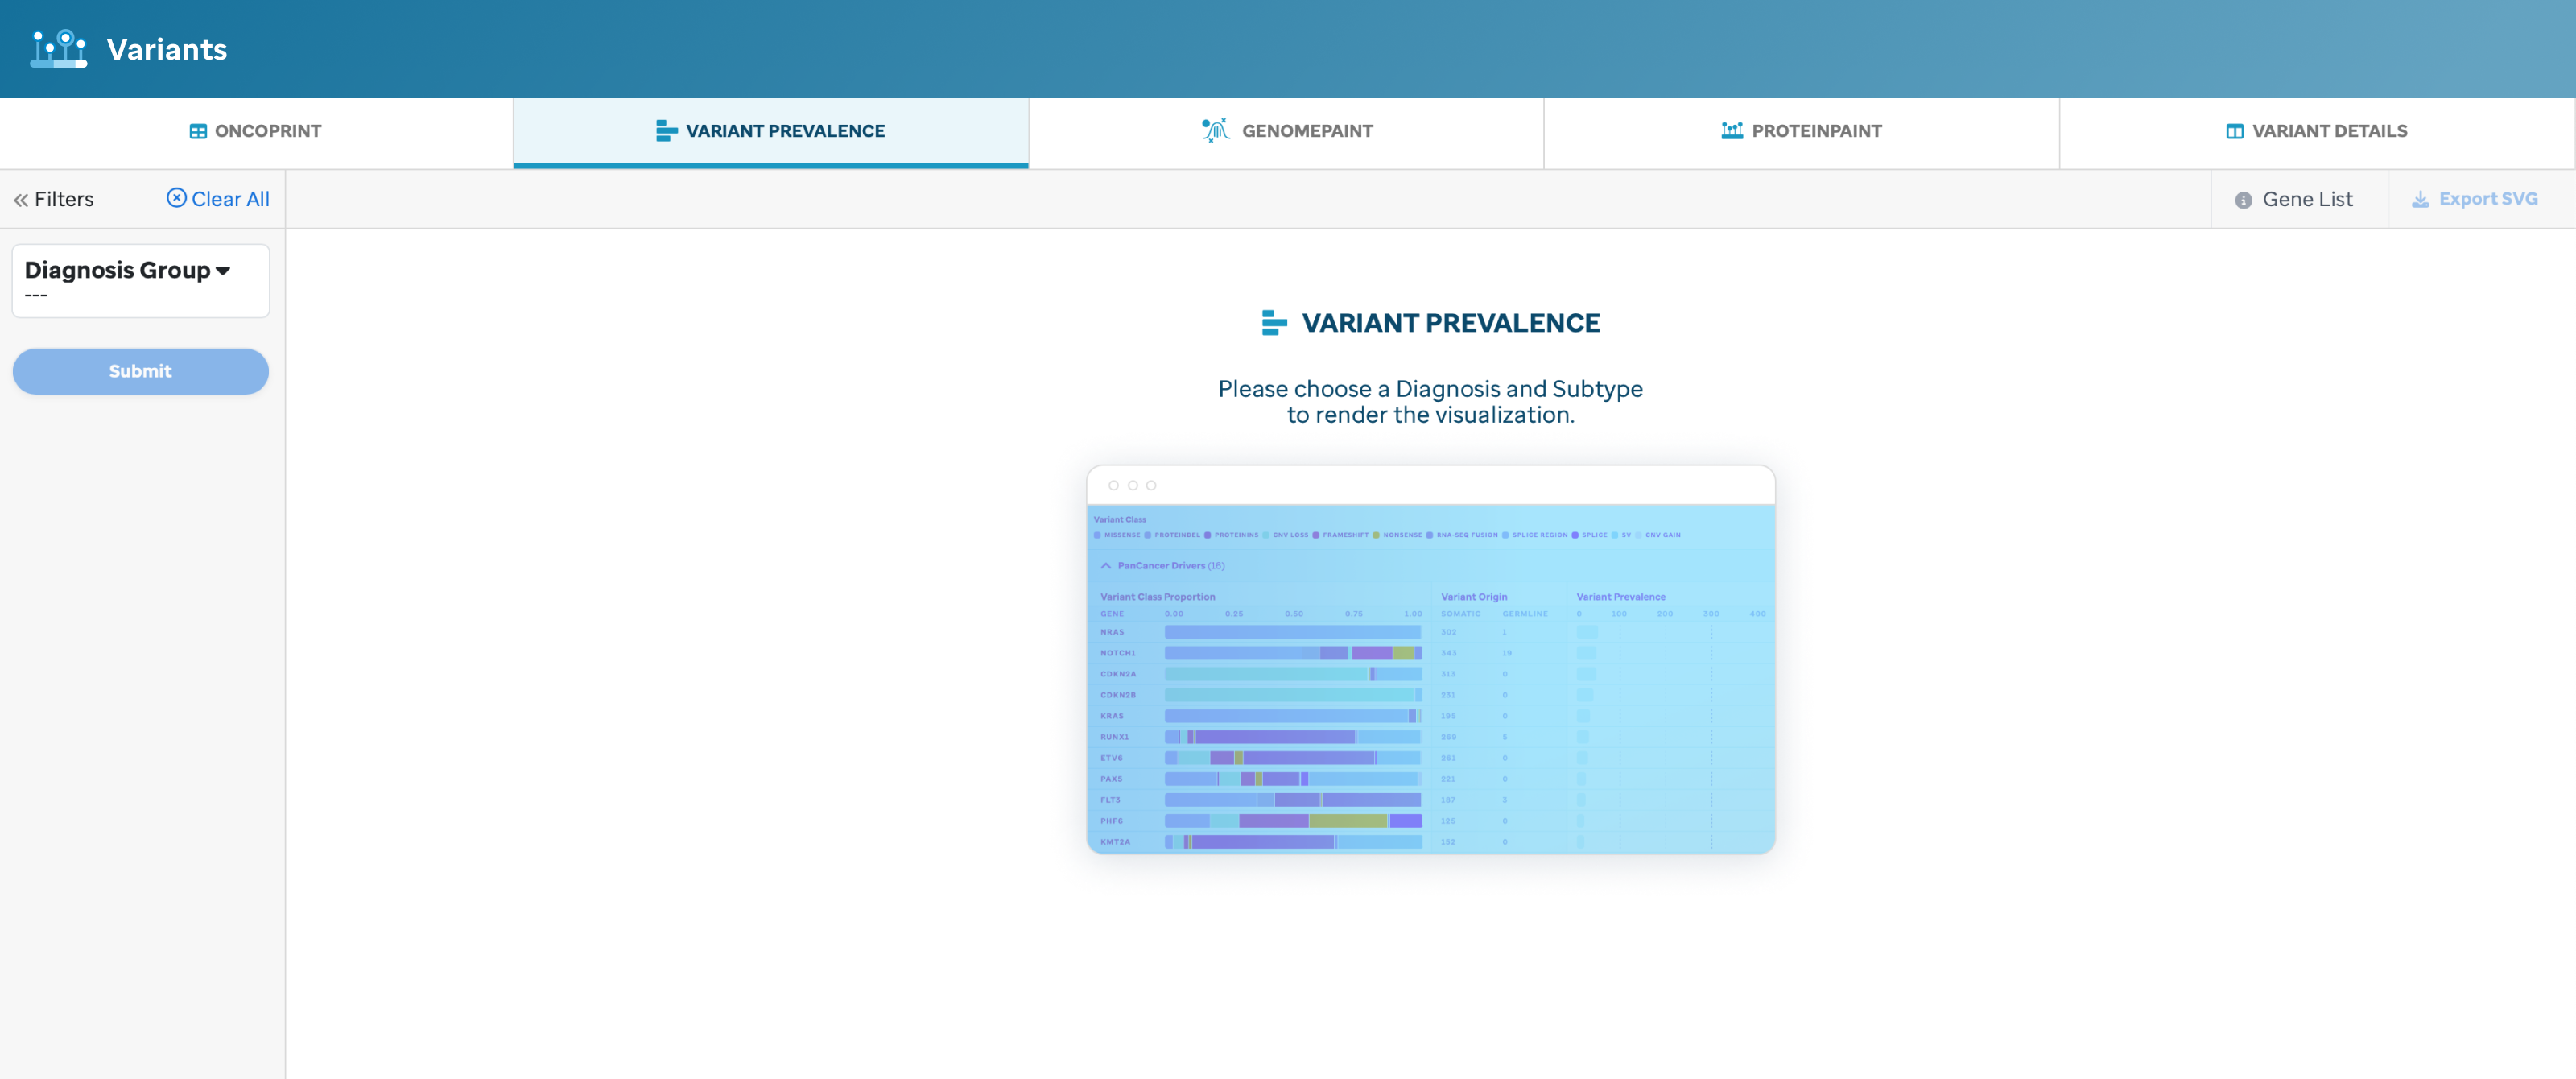 Variants
ONCOPRINT
VARIANT PREVALENCE
GENOMEPAINT
PROTEINPAINT
VARIANT DETAILS
Filters
Clear All
Gene List
Export SVG
Diagnosis Group
---
Submit
VARIANT PREVALENCE
Please choose a Diagnosis and Subtype
to render the visualization.
Variant Class
MISSENSE PROTEINDEL PROTEININS CNV LOSS FRAMESHIFT NONSENSE RNA-SEQ FUSION SPLICE REGION SPLICE SV CNV GAIN
PanCancer Drivers (16)
Variant Class Proportion Variant Origin Variant Prevalence
GENE 0.00 0.25 0.50 0.75 1.00 SOMATIC GERMLINE 0 100 200 300 400
NRAS 302 1
NOTCH1 343 19
CDKN2A 313 0
CDKN2B 231 0
KRAS 195 0
RUNX1 269
ETV6 261 0
PAX5 221 0
FLT3 187 3
PHF6 0
KMT2A 152 0